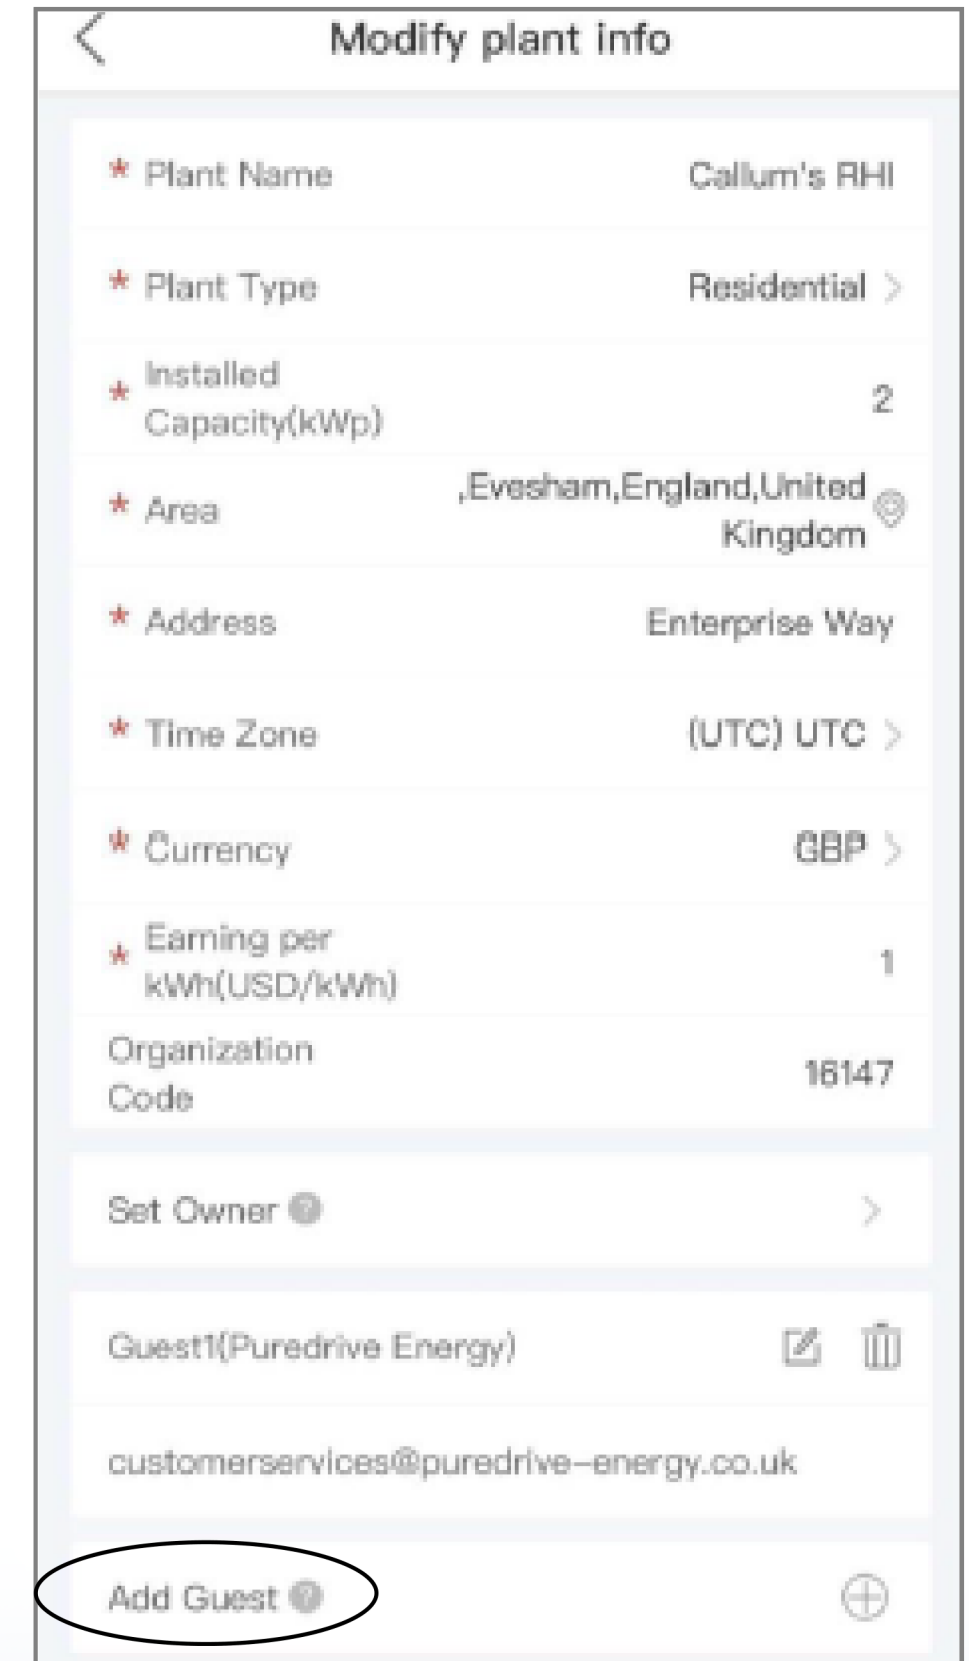 Modify plant info
* Plant Name Callum's RHI
* Plant Type Residential
* Installed
Capacity(kWp) 2
* Area ,Evesham,England,United
Kingdom
* Address Enterprise Way
* Time Zone (UTC) UTC
* Currency GBP
* Earning per
kWh(USD/kWh) 1
Organization
Code 16147
Set Owner ?
Guest1(Puredrive Energy)
customerservices@puredrive-energy.co.uk
Add Guest ?